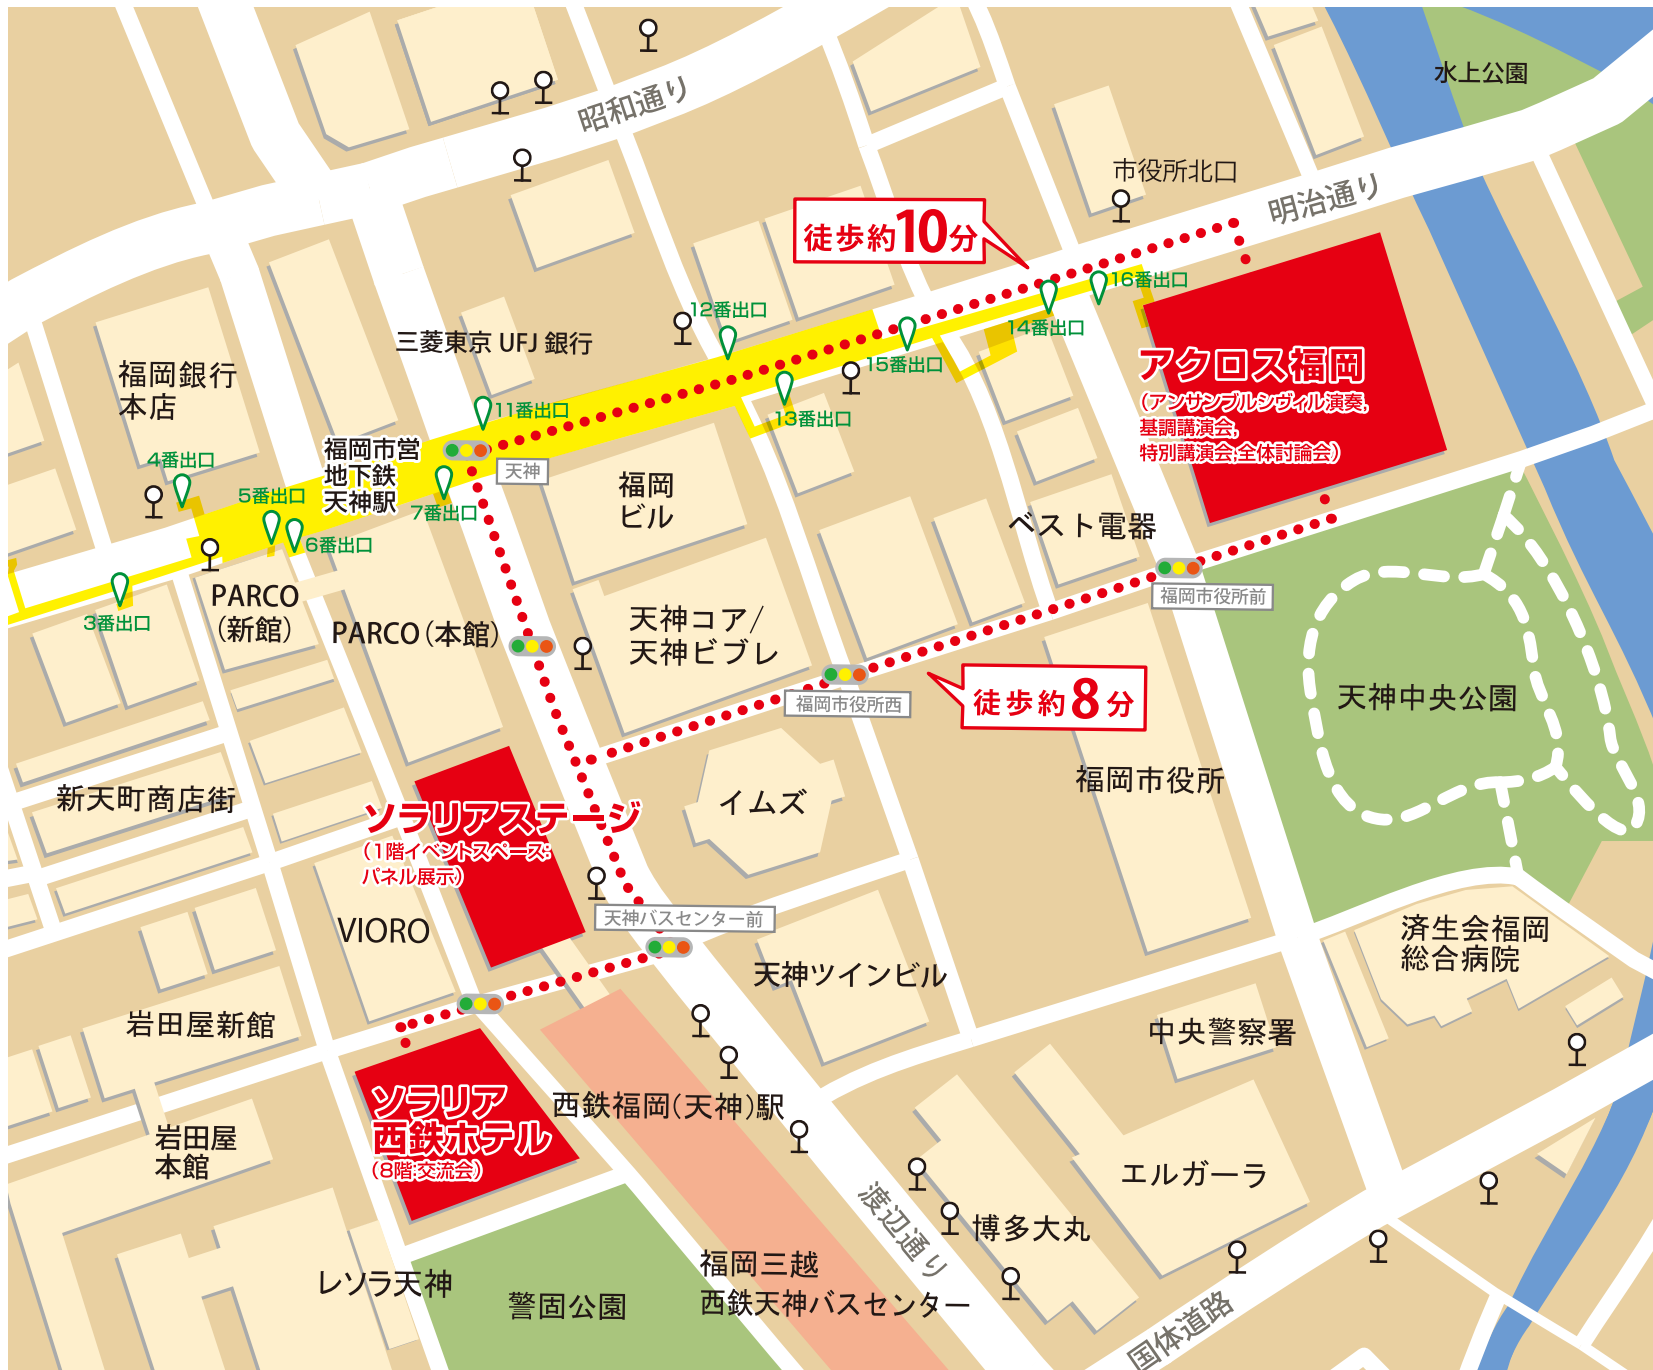 水上公園
昭和通り
市役所北口
明治通り
徒歩約10分
16番出口
12番出口
14番出口
三菱東京 UFJ 銀行
15番出口
アクロス福岡
(アンサンブルシヴィル演奏,
基調講演会,
特別講演会,全体討論会)
福岡銀行
本店
11番出口
13番出口
福岡市営
地下鉄
天神駅
4番出口
天神
5番出口
7番出口
福岡
ビル
6番出口
ベスト電器
PARCO
(新館)
3番出口
福岡市役所前
PARCO(本館)
天神コア/
天神ビブレ
福岡市役所西
徒歩約8分
天神中央公園
新天町商店街
ソラリアステージ
(1階イベントスペース:
パネル展示)
イムズ
福岡市役所
VIORO
天神バスセンター前
済生会福岡
総合病院
天神ツインビル
岩田屋新館
中央警察署
ソラリア
西鉄ホテル
(8階:交流会)
西鉄福岡(天神)駅
岩田屋
本館
エルガーラ
渡辺通り
博多大丸
レソラ天神
警固公園
福岡三越
西鉄天神バスセンター
国体道路